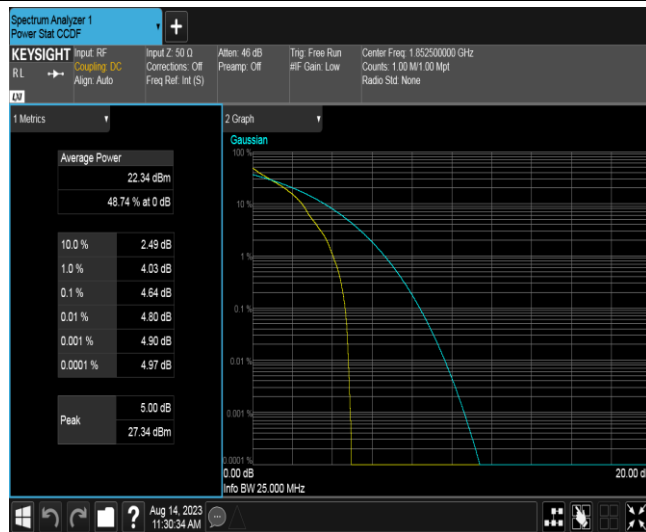 Spectrum Analyzer 1
Power Stat CCDF
+
KEYSIGHT
RL
LXI
Input: RF
Coupling: DC
Align: Auto
Input Z: 50 Ω
Corrections: Off
Freq Ref: Int (S)
Atten: 46 dB
Preamp: Off
Trig: Free Run
#IF Gain: Low
Center Freq: 1.852500000 GHz
Counts: 1.00 M/1.00 Mpt
Radio Std: None
1 Metrics
Average Power
22.34 dBm
48.74 % at 0 dB
10.0 % 2.49 dB
1.0 % 4.03 dB
0.1 % 4.64 dB
0.01 % 4.80 dB
0.001 % 4.90 dB
0.0001 % 4.97 dB
Peak
5.00 dB
27.34 dBm
2 Graph
Gaussian
100 %
10 %
1 %
0.1 %
0.01 %
0.001 %
0.0001 %
0.00 dB
20.00 d
Info BW 25.000 MHz
?
Aug 14, 2023
11:30:34 AM